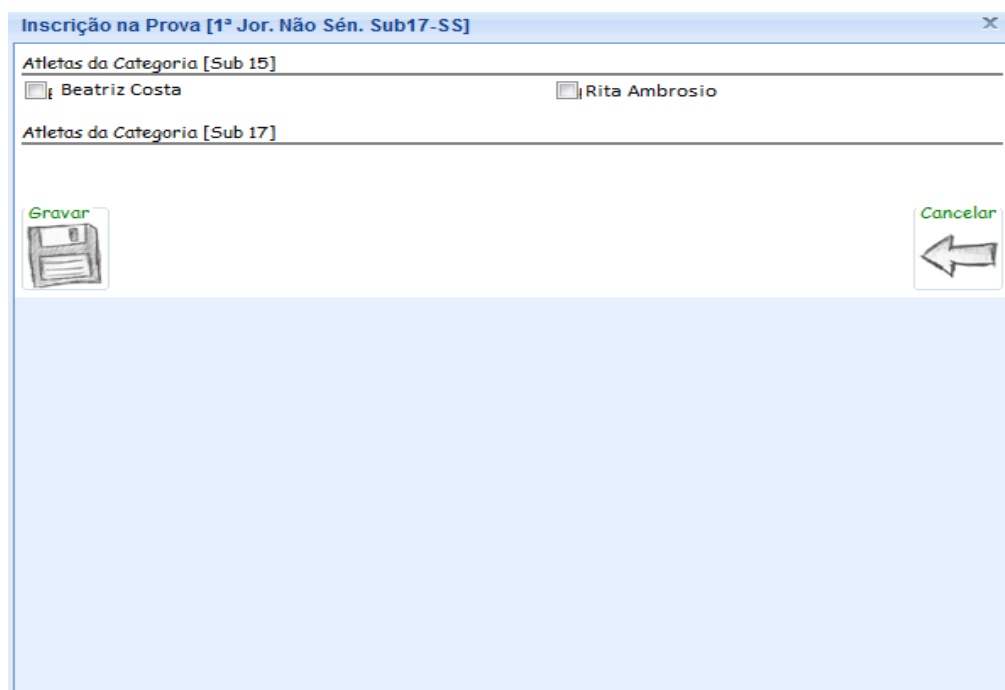 Inscrição na Prova [1ª Jor. Não Sén. Sub17-SS]
Atletas da Categoria [Sub 15]
Beatriz Costa Rita Ambrosio
Atletas da Categoria [Sub 17]
Gravar Cancelar